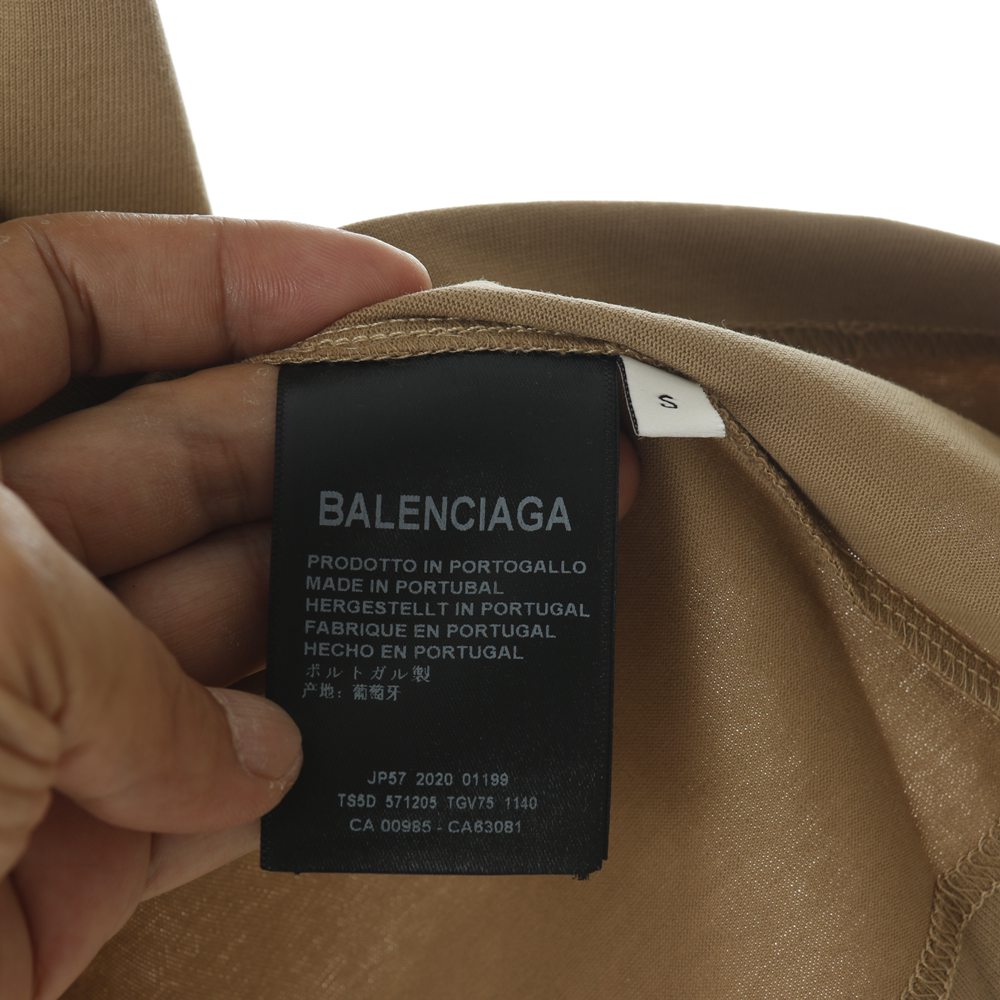 S
BALENCIAGA
PRODOTTO IN PORTOGALLO
MADE IN PORTUBAL
HERGESTELLT IN PORTUGAL
FABRIQUE EN PORTUGAL
HECHO EN PORTUGAL
ポルトガル製
产地：葡萄牙
JP57 2020 01199
TS5D 571205 TGV75 1140
CA 00985 - CA63081